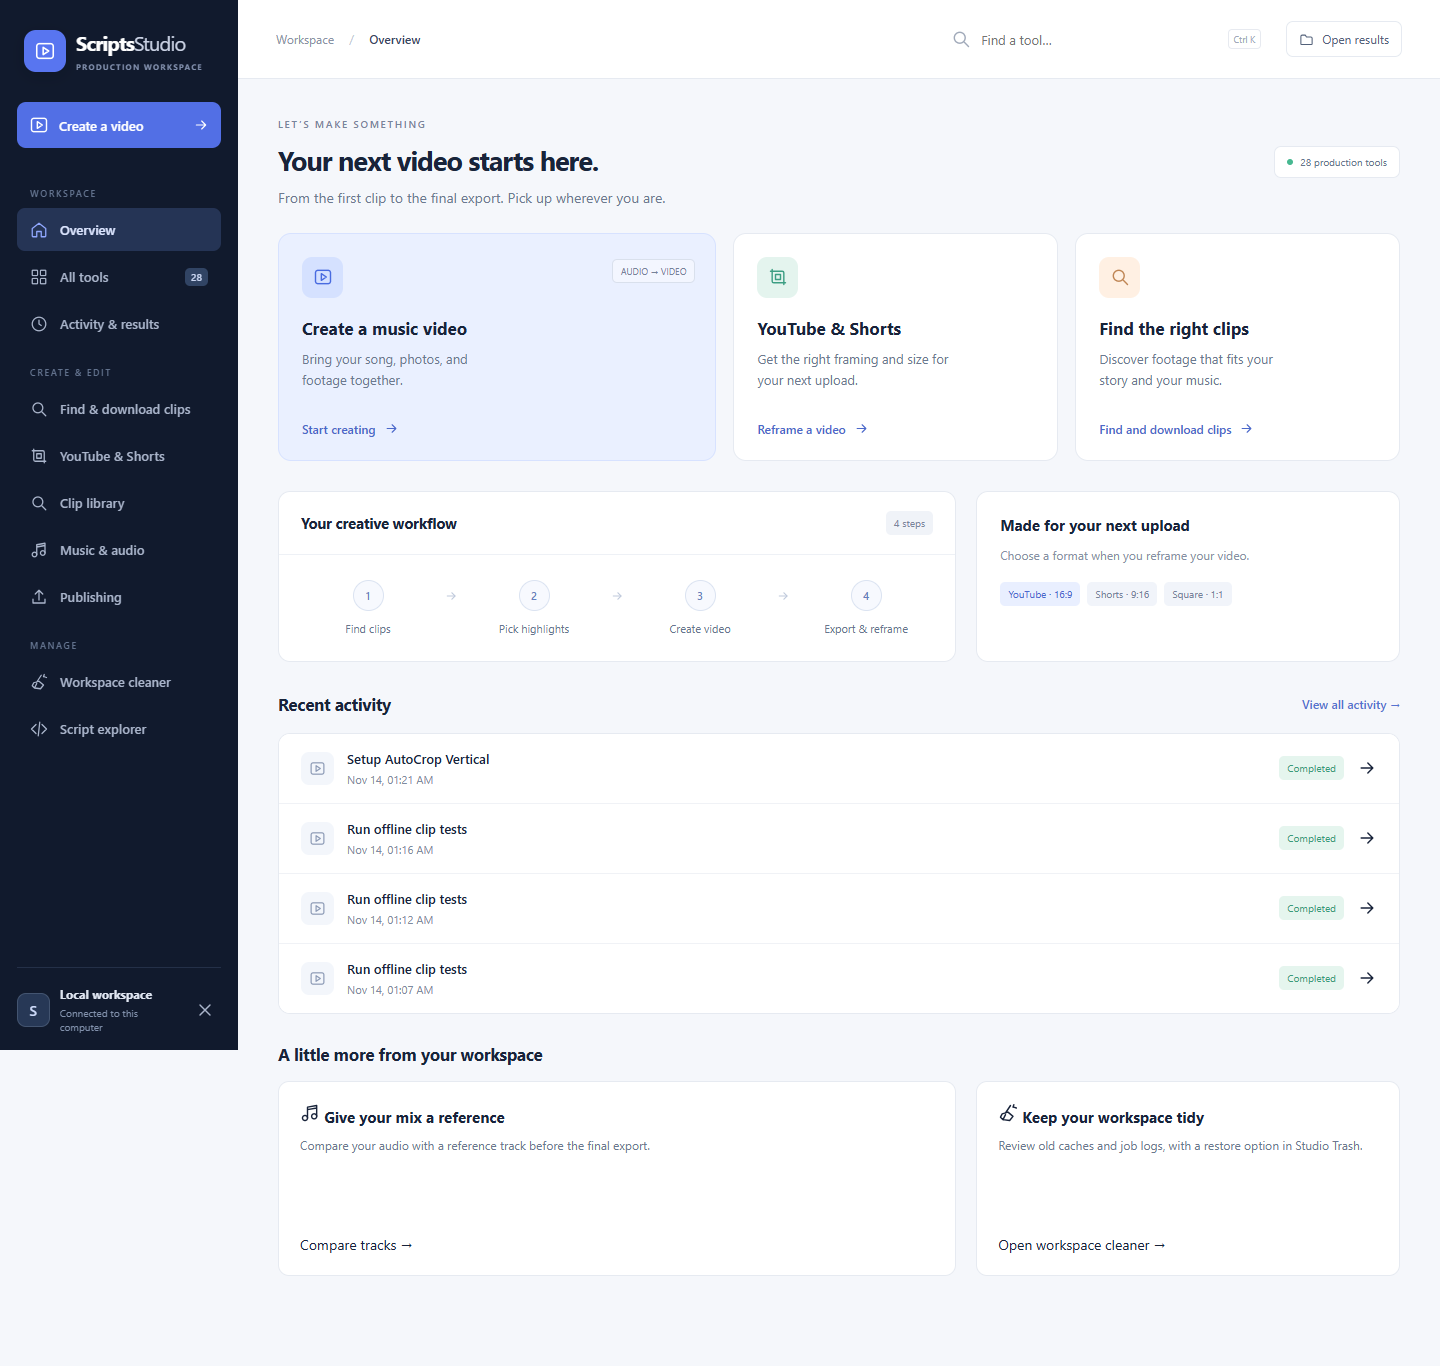 ScriptsStudio
PRODUCTION WORKSPACE
Create a video →
WORKSPACE
Overview
All tools 28
Activity & results
CREATE & EDIT
Find & download clips
YouTube & Shorts
Clip library
Music & audio
Publishing
MANAGE
Workspace cleaner
Script explorer
S
Local workspace
Connected to this
computer
Workspace / Overview
Find a tool...
Ctrl K
Open results
LET'S MAKE SOMETHING
Your next video starts here.
From the first clip to the final export. Pick up wherever you are.
28 production tools
AUDIO → VIDEO
Create a music video
Bring your song, photos, and
footage together.
Start creating →
YouTube & Shorts
Get the right framing and size for
your next upload.
Reframe a video →
Find the right clips
Discover footage that fits your
story and your music.
Find and download clips →
Your creative workflow
4 steps
1 → 2 → 3 → 4
Find clips Pick highlights Create video Export & reframe
Made for your next upload
Choose a format when you reframe your video.
YouTube · 16:9 Shorts · 9:16 Square · 1:1
Recent activity
View all activity →
Setup AutoCrop Vertical
Nov 14, 01:21 AM
Completed →
Run offline clip tests
Nov 14, 01:16 AM
Completed →
Run offline clip tests
Nov 14, 01:12 AM
Completed →
Run offline clip tests
Nov 14, 01:07 AM
Completed →
A little more from your workspace
Give your mix a reference
Compare your audio with a reference track before the final export.
Compare tracks →
Keep your workspace tidy
Review old caches and job logs, with a restore option in Studio Trash.
Open workspace cleaner →